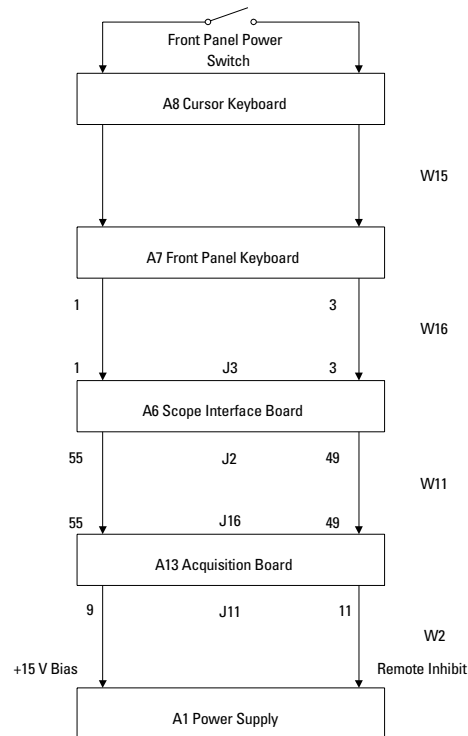 Front Panel Power
Switch
A8 Cursor Keyboard
W15
A7 Front Panel Keyboard
1 3
W16
1 J3 3
A6 Scope Interface Board
55 J2 49
W11
55 J16 49
A13 Acquisition Board
9 J11 11
W2
+15 V Bias Remote Inhibit
A1 Power Supply